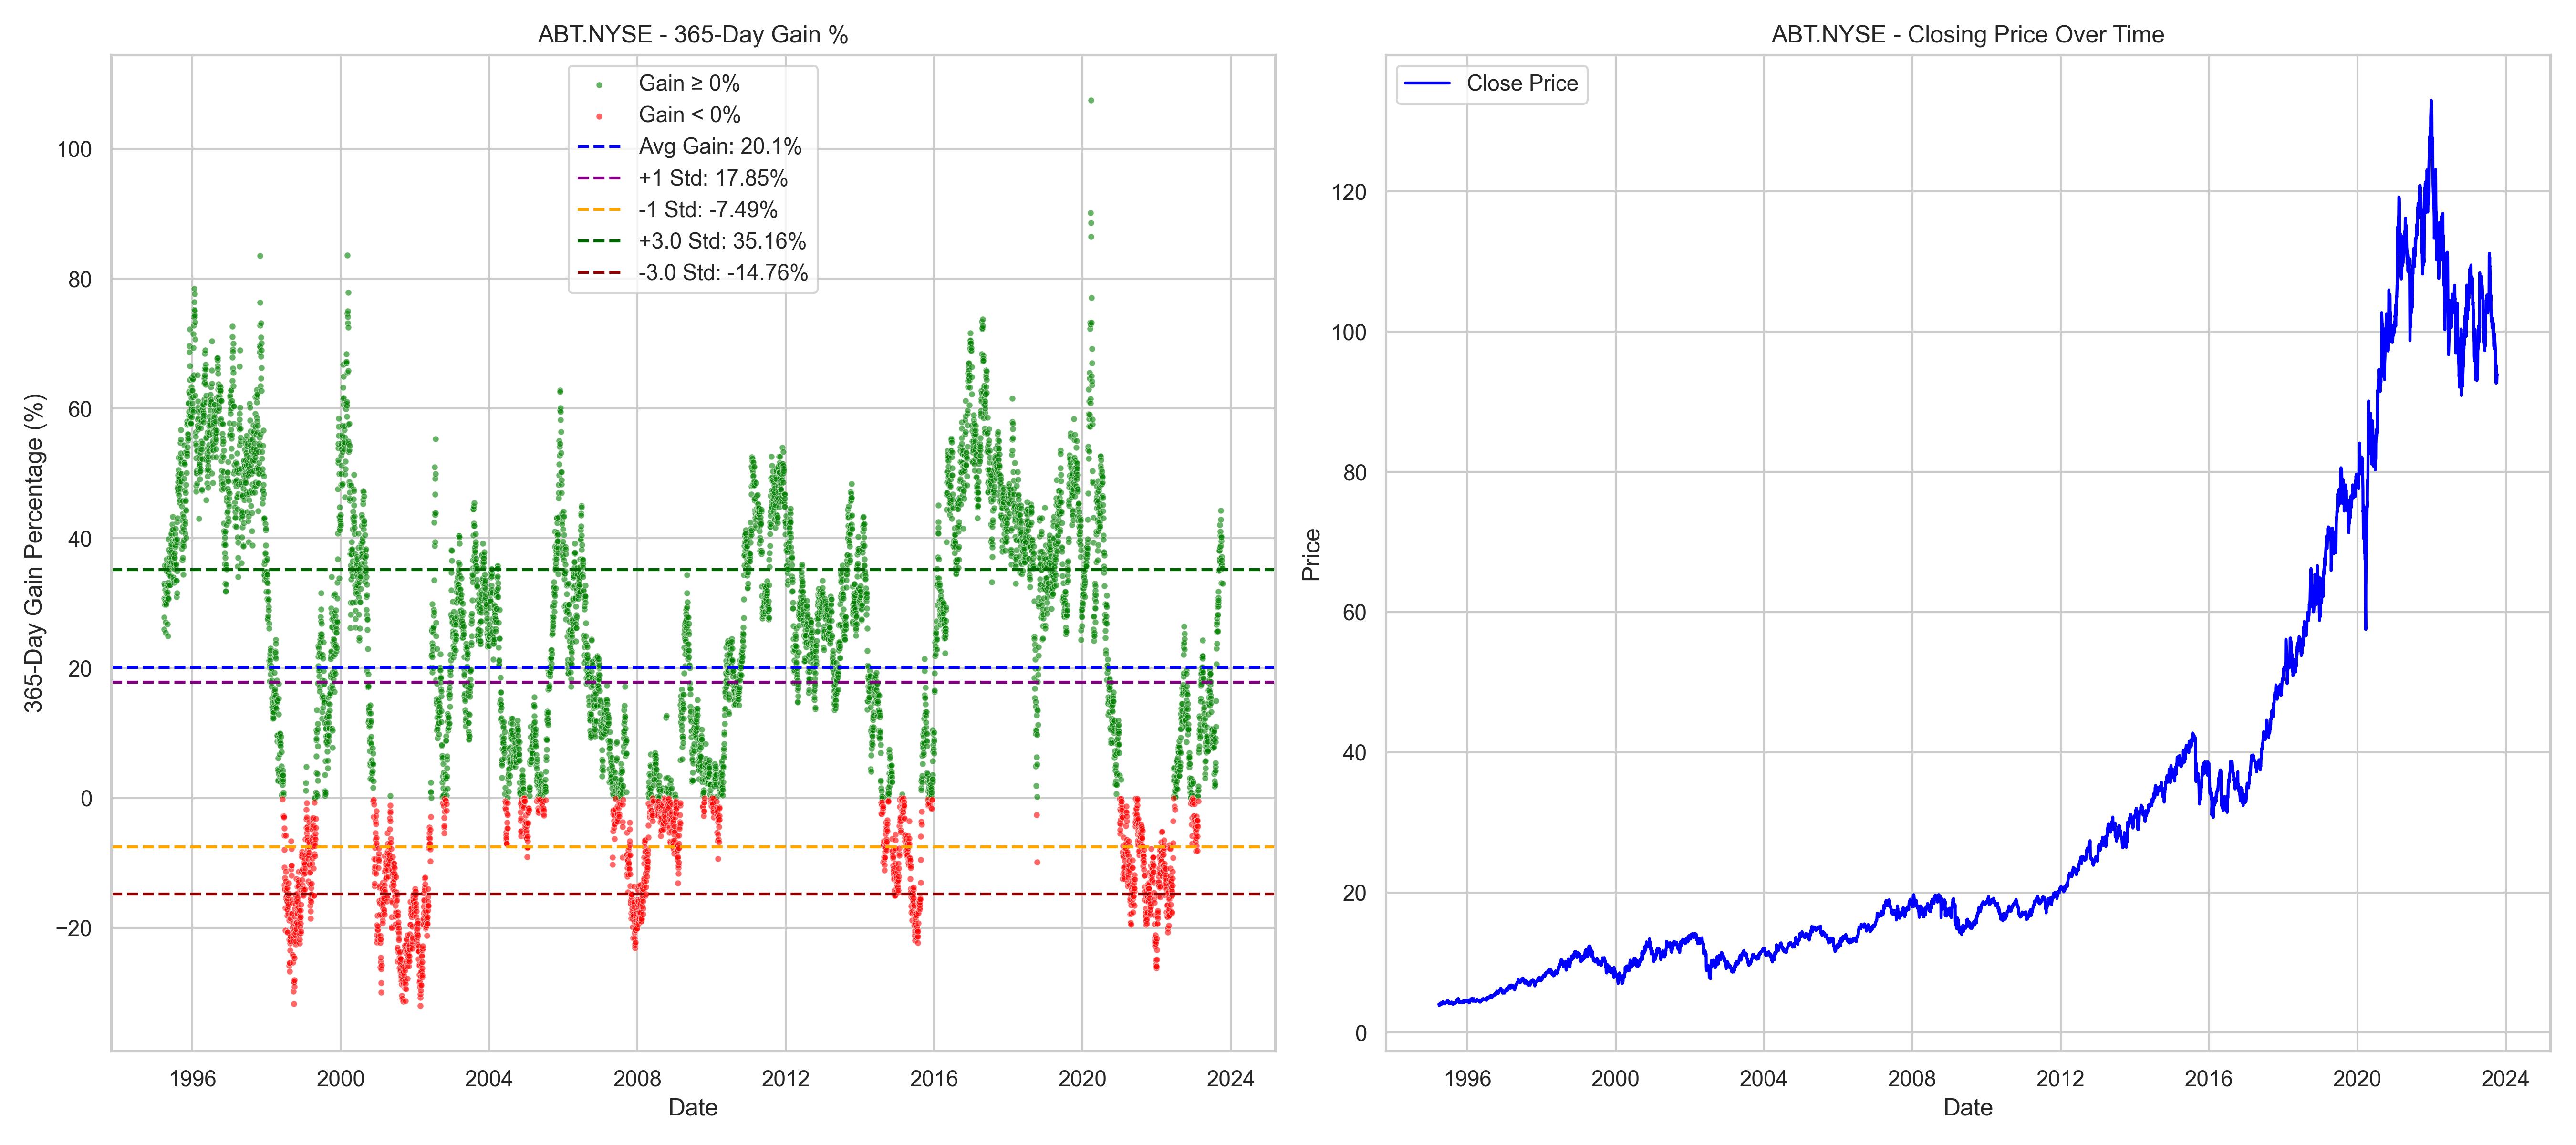 ABT.NYSE - 365-Day Gain %
Gain ≥ 0%
Gain < 0%
Avg Gain: 20.1%
+1 Std: 17.85%
-1 Std: -7.49%
+3.0 Std: 35.16%
-3.0 Std: -14.76%
365-Day Gain Percentage (%)
100
80
60
40
20
0
−20
1996 2000 2004 2008 2012 2016 2020 2024
Date
ABT.NYSE - Closing Price Over Time
Close Price
Price
120
100
80
60
40
20
0
1996 2000 2004 2008 2012 2016 2020 2024
Date